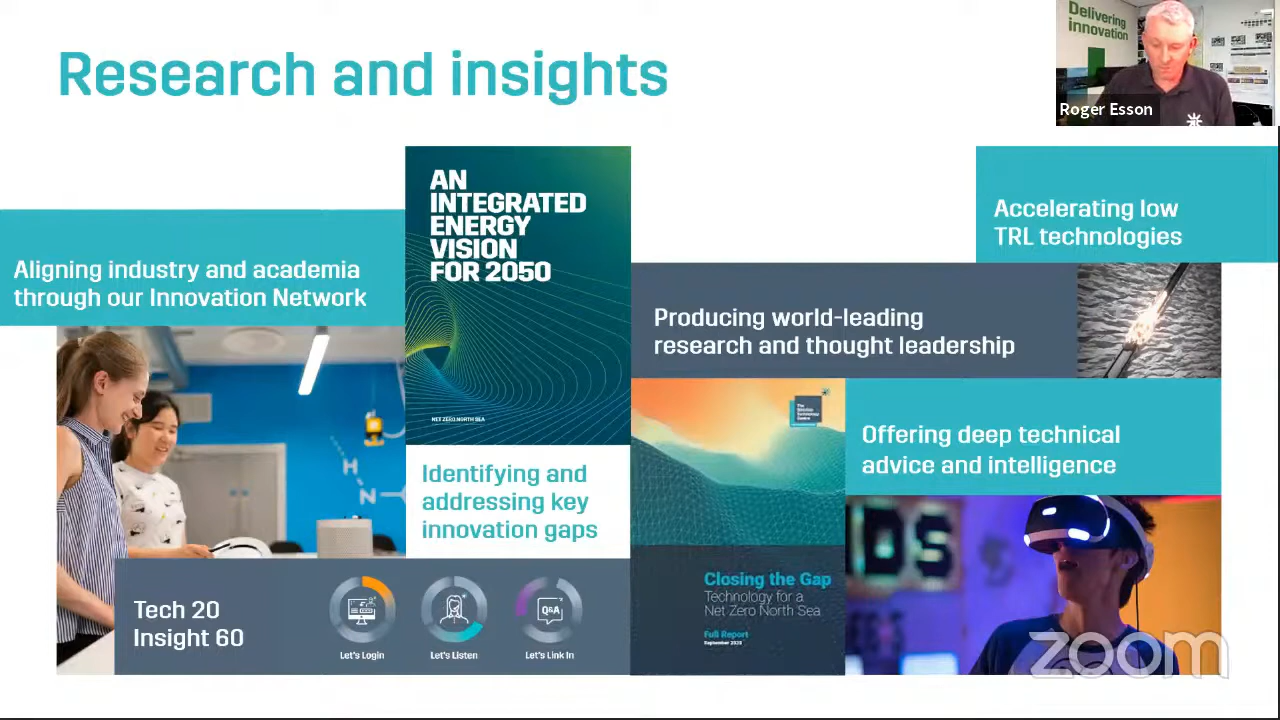 Research and insights
Delivering
innovation
Roger Esson
Aligning industry and academia
through our Innovation Network
AN
INTEGRATED
ENERGY
VISION
FOR 2050
NET ZERO NORTH SEA
Accelerating low
TRL technologies
Producing world-leading
research and thought leadership
Identifying and
addressing key
innovation gaps
Offering deep technical
advice and intelligence
H
N
DS
Closing the Gap
Technology for a
Net Zero North Sea
Full Report
Tech 20
Insight 60
Q&A
Let's Login
Let's Listen
Let's Link In
zoom